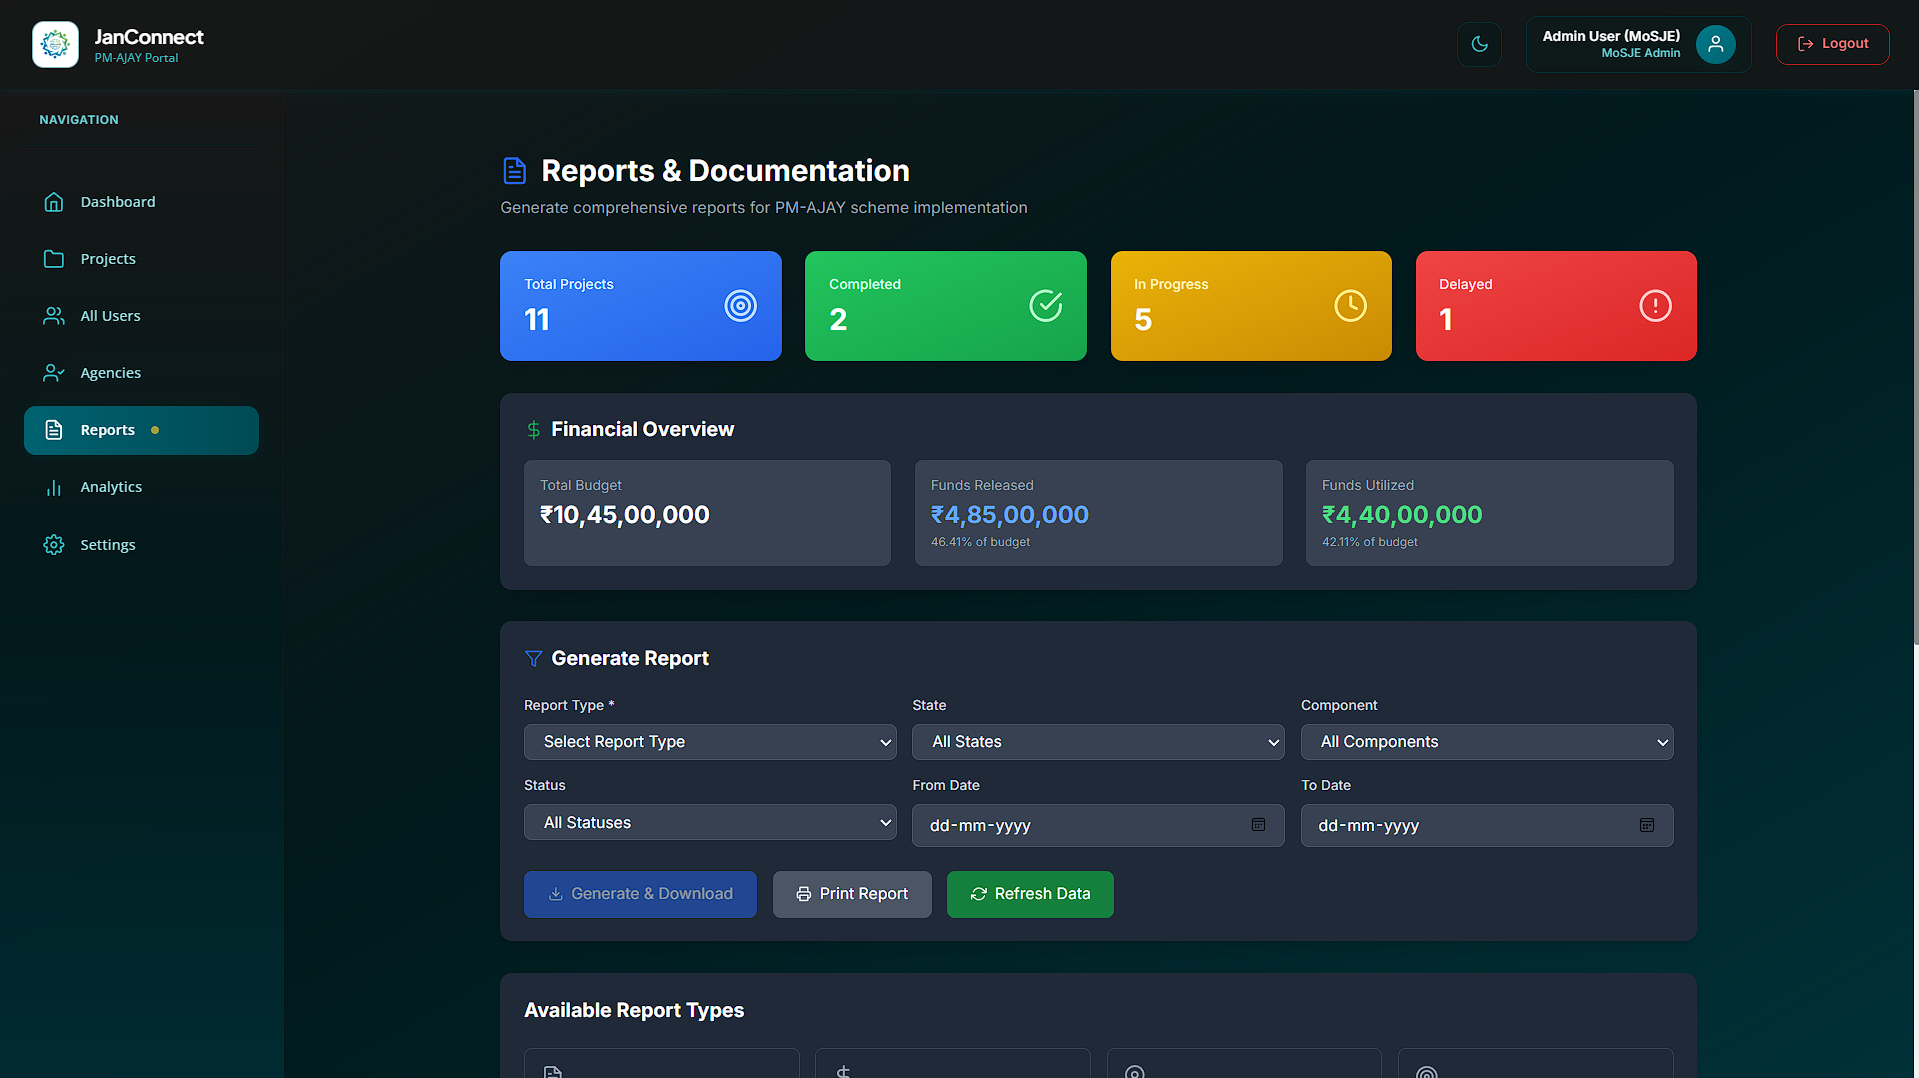 JanConnect
PM-AJAY Portal
Admin User (MoSJE)
MoSJE Admin
Logout
NAVIGATION
Dashboard
Projects
All Users
Agencies
Reports
Analytics
Settings
Reports & Documentation
Generate comprehensive reports for PM-AJAY scheme implementation
Total Projects
11
Completed
2
In Progress
5
Delayed
1
Financial Overview
Total Budget
₹10,45,00,000
Funds Released
₹4,85,00,000
46.41% of budget
Funds Utilized
₹4,40,00,000
42.11% of budget
Generate Report
Report Type *
Select Report Type
State
All States
Component
All Components
Status
All Statuses
From Date
dd-mm-yyyy
To Date
dd-mm-yyyy
Generate & Download
Print Report
Refresh Data
Available Report Types